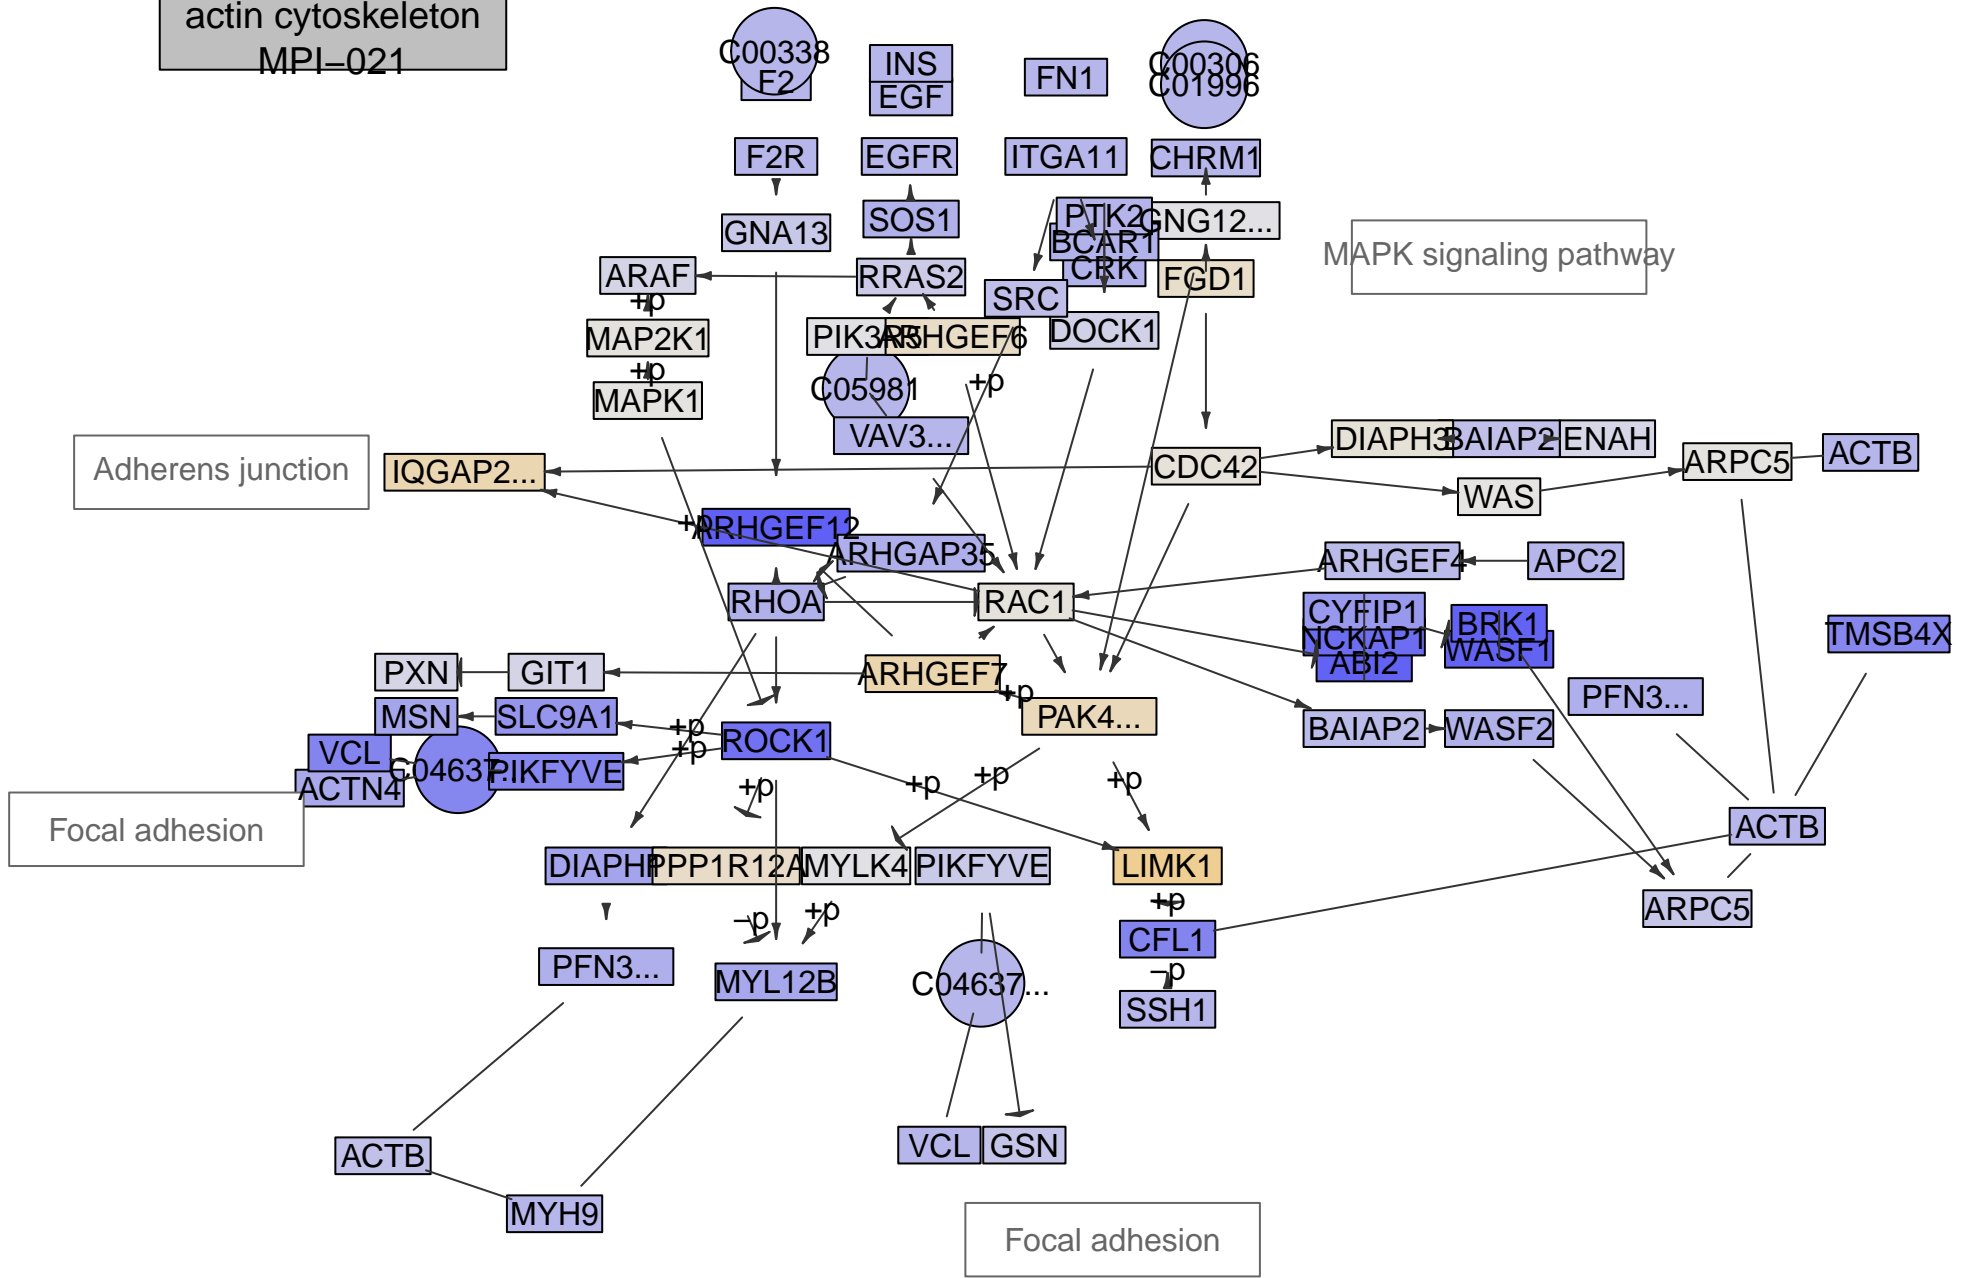 actin cytoskeleton
MPI−021
C00338
F2
INS
EGF
FN1
C00306
C01996
F2R
EGFR
ITGA11
CHRM1
GNA13
SOS1
PTK2
GNG12...
BCAR1
CRK
MAPK signaling pathway
ARAF
RRAS2
SRC
FGD1
+p
MAP2K1
PIK3R5
ARHGEF6
DOCK1
+p
MAPK1
C05981
+p
VAV3...
DIAPH3
BAIAP2
ENAH
ARPC5
ACTB
Adherens junction
IQGAP2...
CDC42
WAS
+p
ARHGEF12
ARHGAP35
ARHGEF4
APC2
RHOA
RAC1
CYFIP1
NCKAP1
ABI2
BRK1
WASF1
TMSB4X
PXN
GIT1
ARHGEF7
+p
PFN3...
MSN
SLC9A1
+p
PAK4...
BAIAP2
WASF2
VCL
ACTN4
C04637...
PIKFYVE
+p
ROCK1
+p
+p
+p
+p
Focal adhesion
ACTB
PPP1R12A
MYLK4
PIKFYVE
LIMK1
−p
+p
+p
ARPC5
CFL1
PFN3...
MYL12B
C04637...
−p
SSH1
ACTB
VCL
GSN
MYH9
Focal adhesion